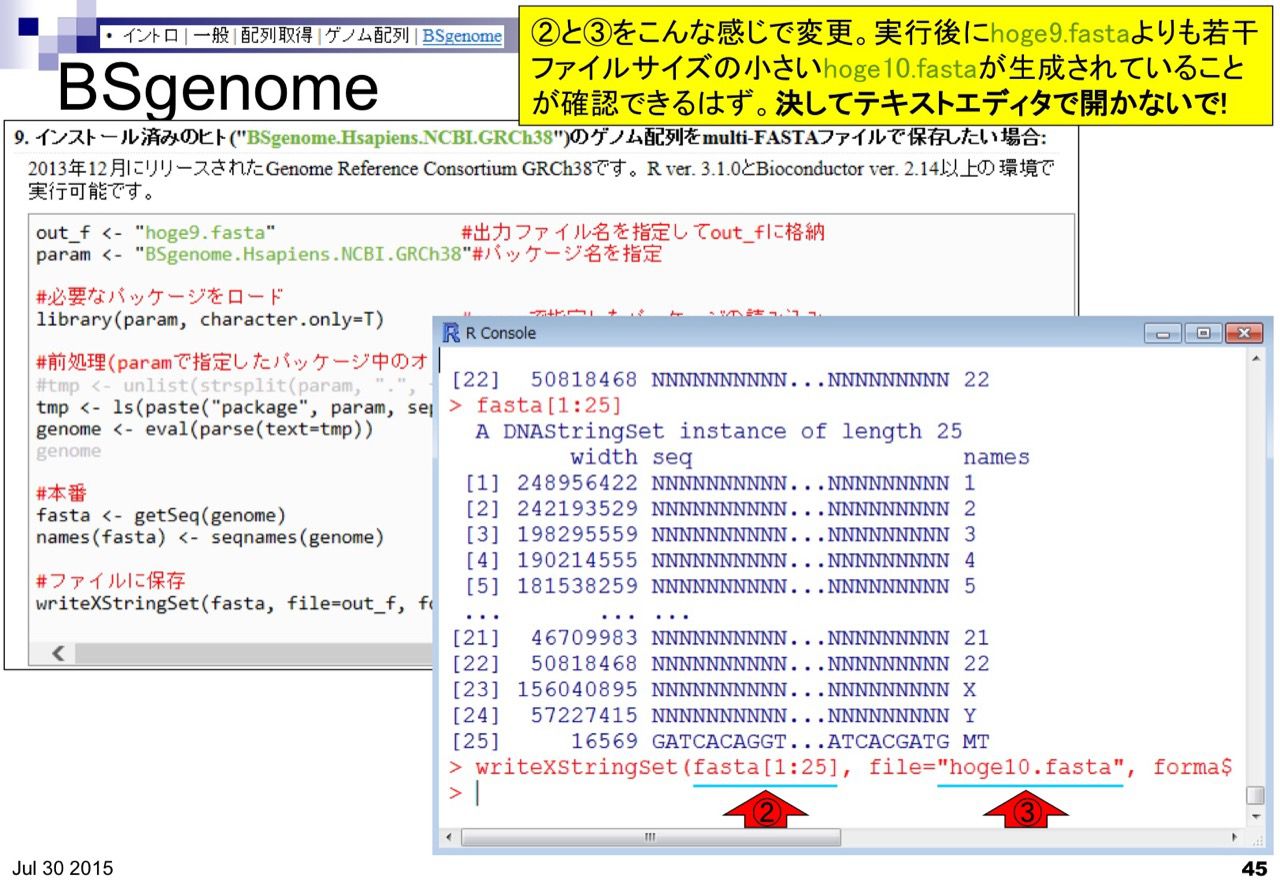 • イントロ | 一般 | 配列取得 | ゲノム配列 | BSgenome
BSgenome
②と③をこんな感じで変更。実行後にhoge9.fastaよりも若干
ファイルサイズの小さいhoge10.fastaが生成されていること
が確認できるはず。決してテキストエディタで開かないで!
9. インストール済みのヒト("BSgenome.Hsapiens.NCBI.GRCh38")のゲノム配列をmulti-FASTAファイルで保存したい場合:
2013年12月にリリースされたGenome Reference Consortium GRCh38です。R ver. 3.1.0とBioconductor ver. 2.14以上の環境で
実行可能です。
out_f <- "hoge9.fasta" #出力ファイル名を指定してout_fに格納
param <- "BSgenome.Hsapiens.NCBI.GRCh38"#パッケージ名を指定
#必要なパッケージをロード
library(param, character.only=T)
#前処理(paramで指定したパッケージ中のオ
#tmp <- unlist(strsplit(param, ".",
tmp <- ls(paste("package", param, sep
genome <- eval(parse(text=tmp))
genome
#本番
fasta <- getSeq(genome)
names(fasta) <- seqnames(genome)
#ファイルに保存
writeXStringSet(fasta, file=out_f, fo
R Console
[22] 50818468 NNNNNNNNNNN...NNNNNNNNNN 22
> fasta[1:25]
A DNAStringSet instance of length 25
width seq names
[1] 248956422 NNNNNNNNNNN...NNNNNNNNNN 1
[2] 242193529 NNNNNNNNNNN...NNNNNNNNNN 2
[3] 198295559 NNNNNNNNNNN...NNNNNNNNNN 3
[4] 190214555 NNNNNNNNNNN...NNNNNNNNNN 4
[5] 181538259 NNNNNNNNNNN...NNNNNNNNNN 5
... ... ...
[21] 46709983 NNNNNNNNNNN...NNNNNNNNNN 21
[22] 50818468 NNNNNNNNNNN...NNNNNNNNNN 22
[23] 156040895 NNNNNNNNNNN...NNNNNNNNNN X
[24] 57227415 NNNNNNNNNNN...NNNNNNNNNN Y
[25] 16569 GATCACAGGT...ATCACGATG MT
> writeXStringSet(fasta[1:25], file="hoge10.fasta", forma$
>
② ③
Jul 30 2015
45